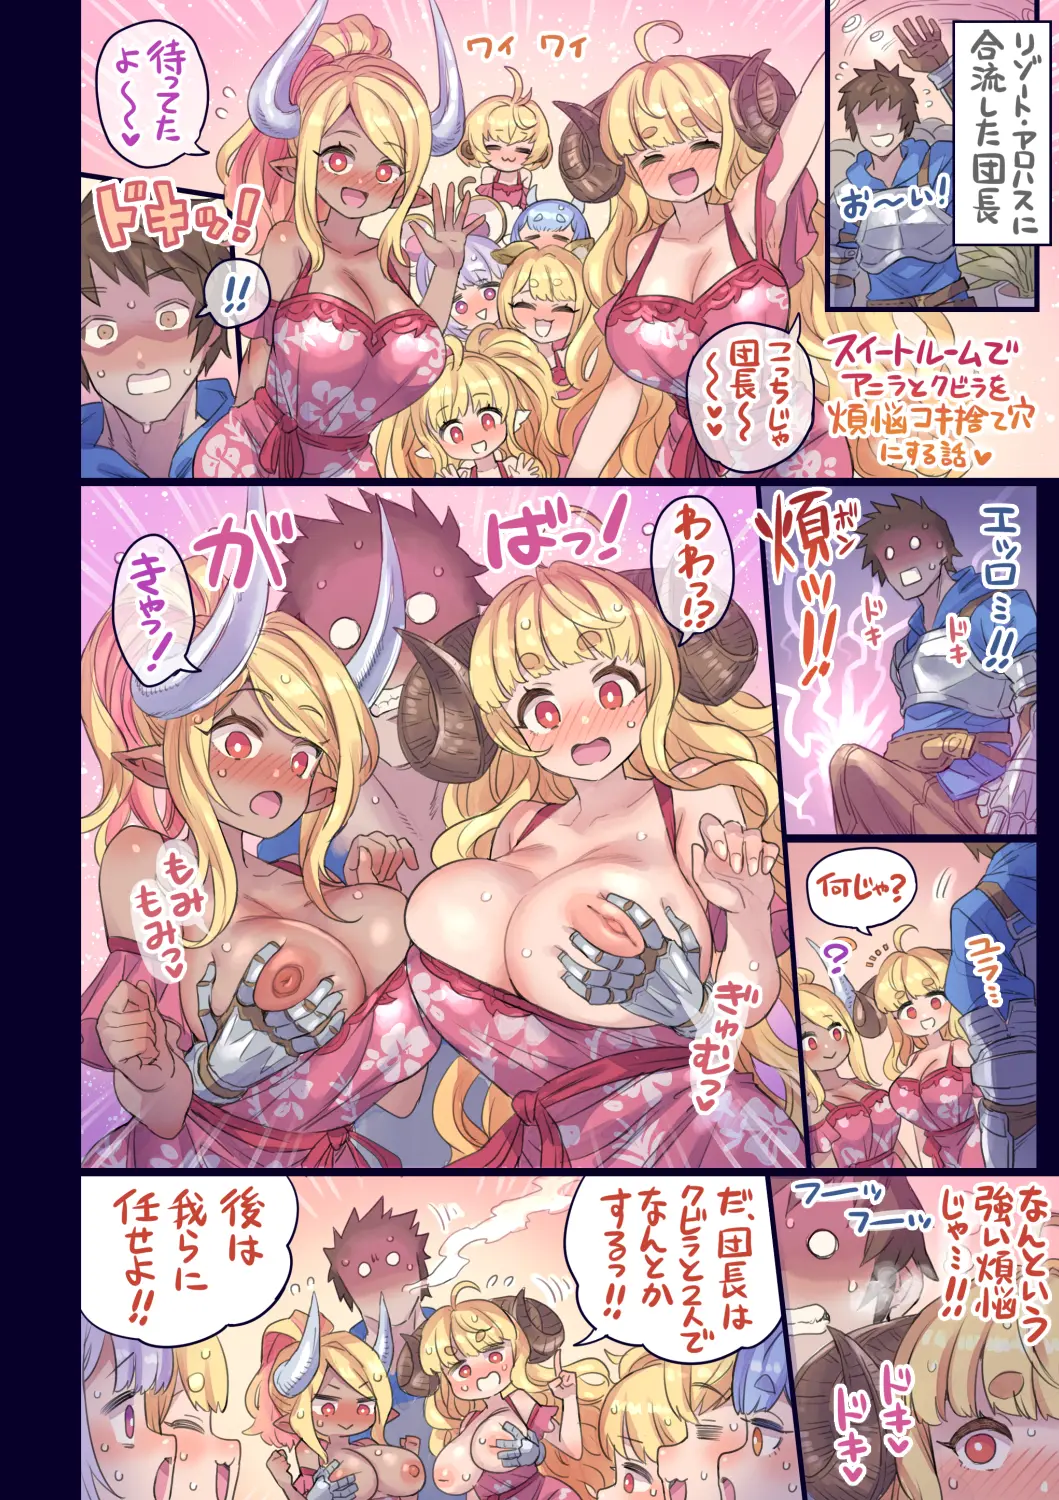 リゾート・アロハスに
合流した団長
お〜い!
ワイ ワイ
待ってた
よ〜〜♥
こっちじゃ
団長〜
〜〜♥
!!
ドキッ!
スイートルームで
アニラとクビラを
煩悩コキ捨て穴
にする話♥
エッロ…!!
ドキ
ドキ
煩ッ!!
ボン
何じゃ?
?
ユラ…
がばっ!
わわっ!?
きゃっ!
もみ
もみっ♥
ぎゅむっ♥
なんという
強い煩悩
じゃ…!!
フーッ
フーッ
ドキ♥
ドキ♥
だ、団長は
クビラと2人で
なんとか
するっ!!
後は
我らに
任せよ!!